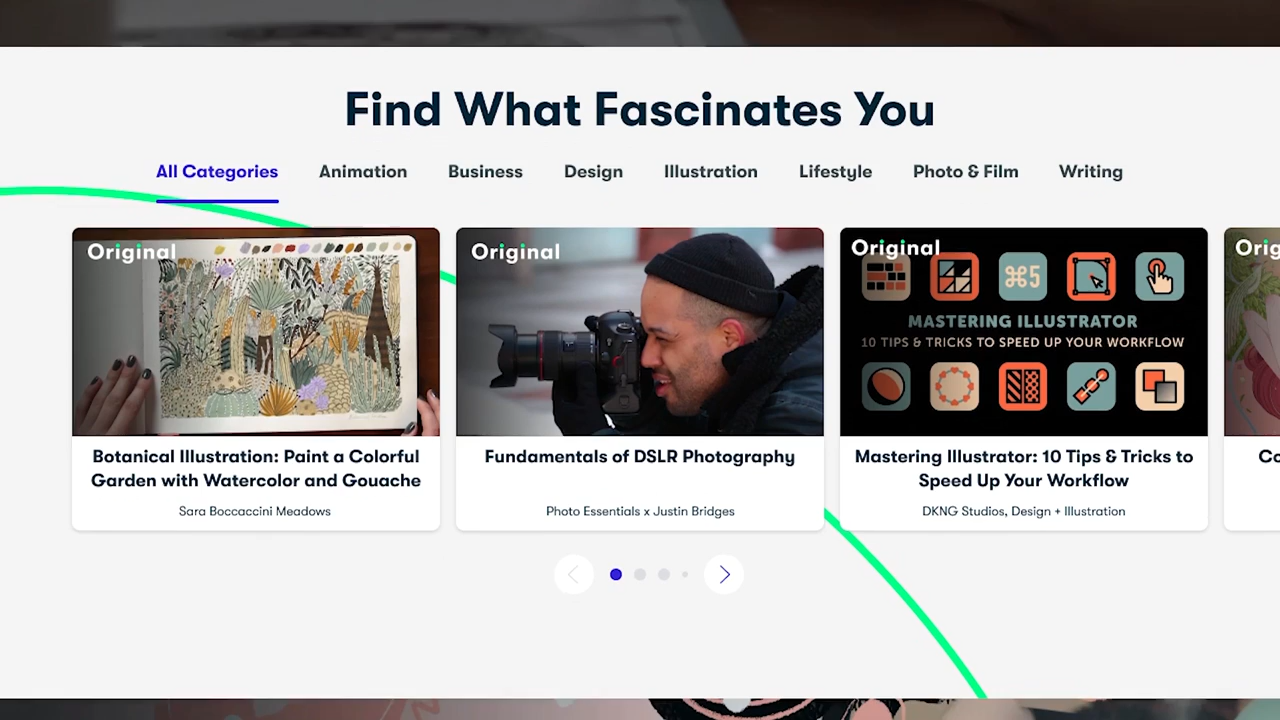 Find What Fascinates You
All Categories Animation Business Design Illustration Lifestyle Photo & Film Writing
Original
Botanical Illustration: Paint a Colorful
Garden with Watercolor and Gouache
Sara Boccaccini Meadows
Original
Fundamentals of DSLR Photography
Photo Essentials x Justin Bridges
Original
⌘5
MASTERING ILLUSTRATOR
10 TIPS & TRICKS TO SPEED UP YOUR WORKFLOW
Mastering Illustrator: 10 Tips & Tricks to
Speed Up Your Workflow
DKNG Studios, Design + Illustration